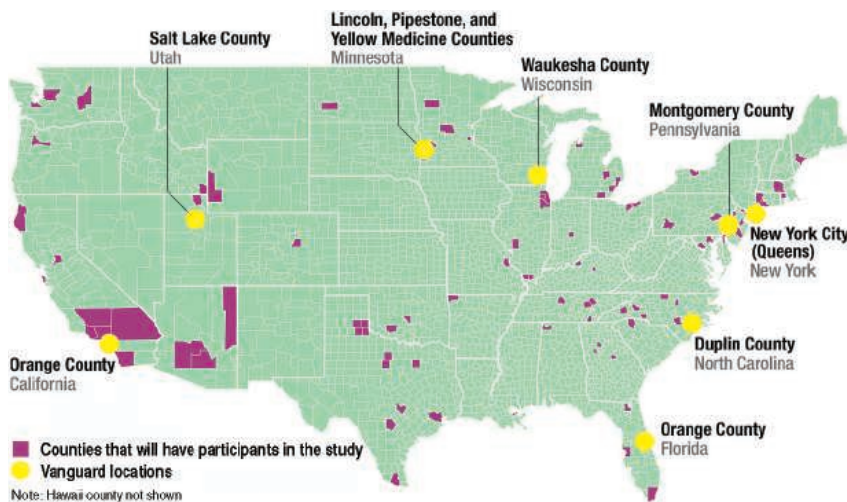 Salt Lake County
Utah
Lincoln, Pipestone, and
Yellow Medicine Counties
Minnesota
Waukesha County
Wisconsin
Montgomery County
Pennsylvania
New York City
(Queens)
New York
Duplin County
North Carolina
Orange County
California
Orange County
Florida
Counties that will have participants in the study
Vanguard locations
Note: Hawaii county not shown